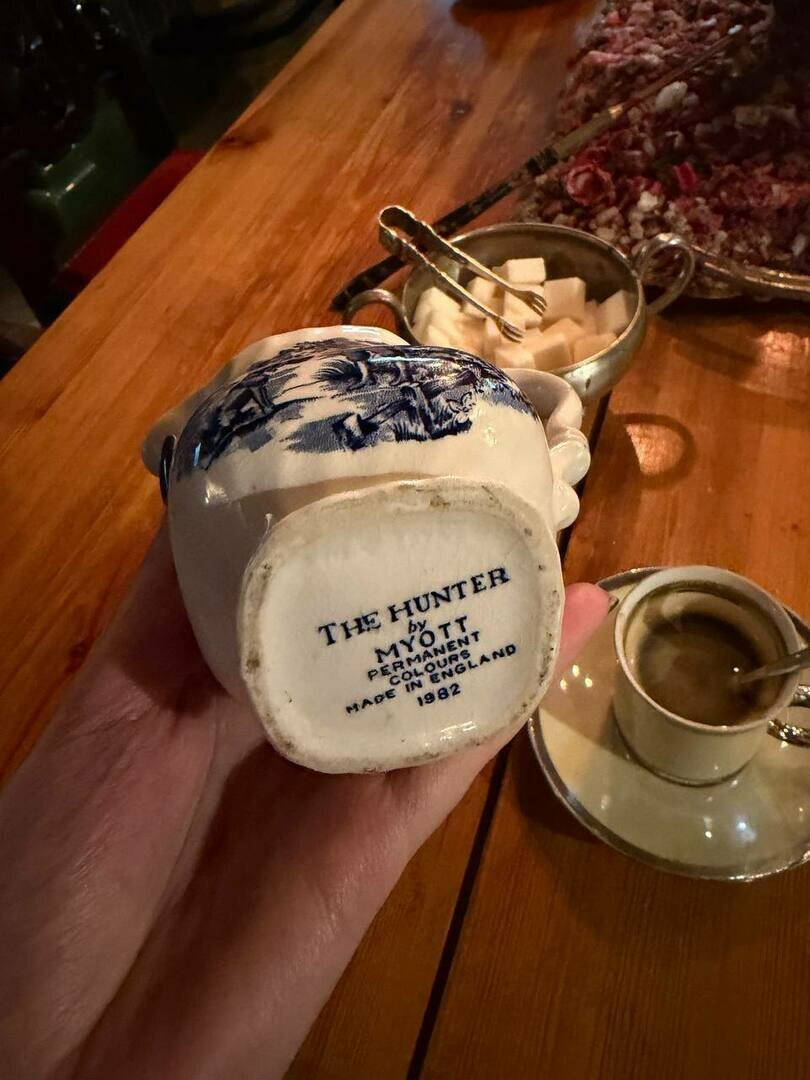 THE HUNTER
by
MYOTT
PERMANENT
COLOURS
MADE IN ENGLAND
1982